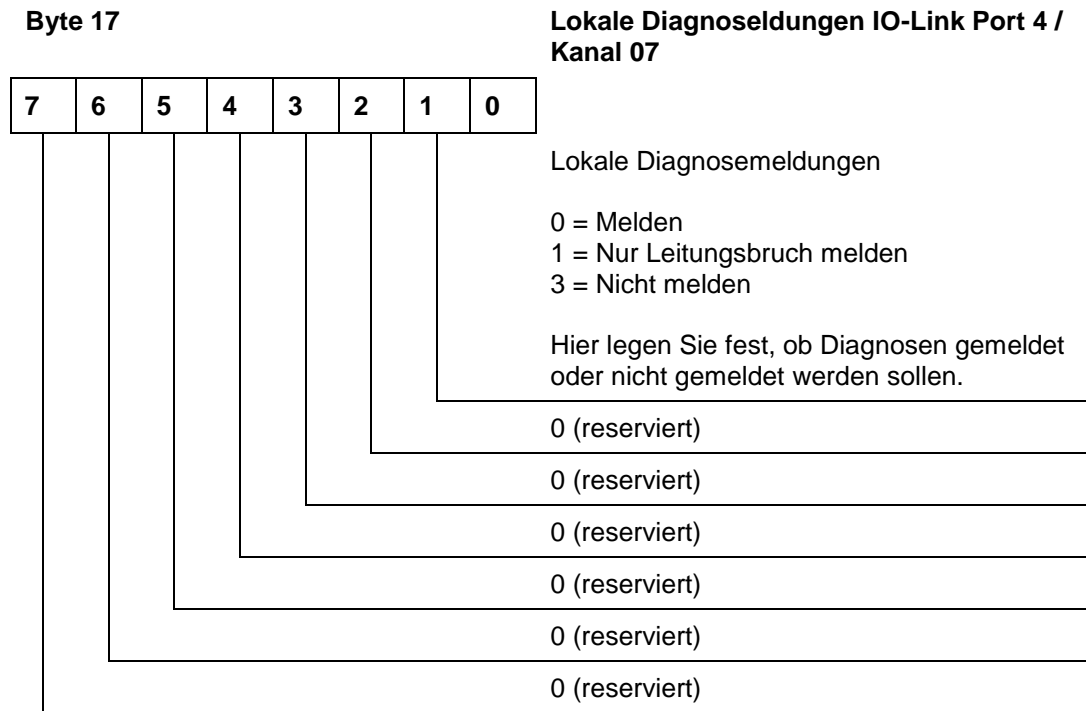 Byte 17
Lokale Diagnoseldungen IO-Link Port 4 /
Kanal 07
7 6 5 4 3 2 1 0
Lokale Diagnosemeldungen
0 = Melden
1 = Nur Leitungsbruch melden
3 = Nicht melden
Hier legen Sie fest, ob Diagnosen gemeldet
oder nicht gemeldet werden sollen.
0 (reserviert)
0 (reserviert)
0 (reserviert)
0 (reserviert)
0 (reserviert)
0 (reserviert)